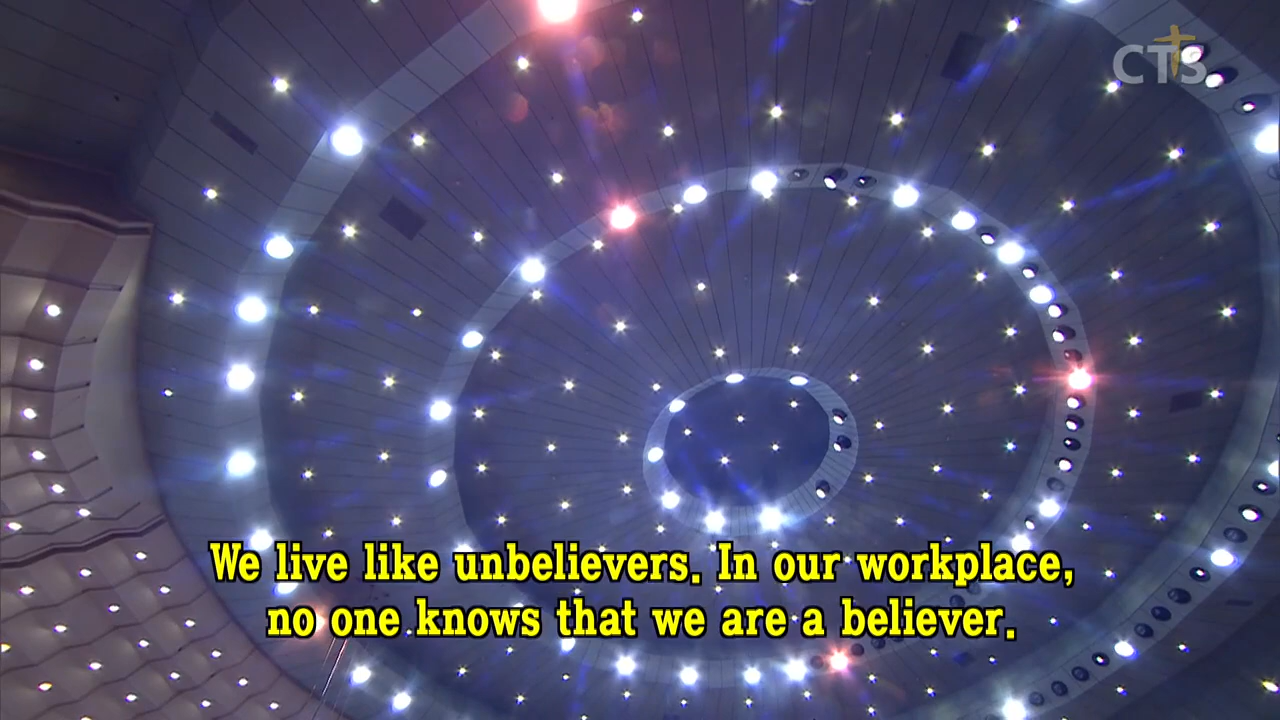 CTS
We live like unbelievers. In our workplace,
no one knows that we are a believer.